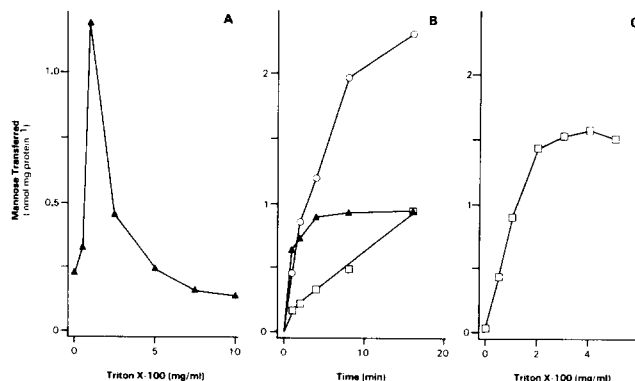 A
B
C
Mannose Transferred
(nmol mg protein⁻¹)
1.0
0.5
0
0
5
10
Triton X-100 (mg/ml)
2
1
0
0
10
20
Time (min)
2
1
0
0
2
4
Triton X-100 (mg/ml)